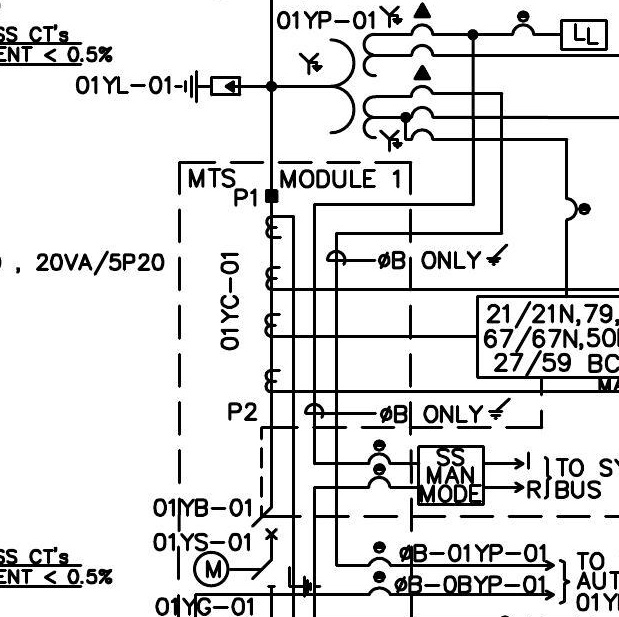 01YP-01
SS CT's
LL
ENT < 0.5%
01YL-01
MTS MODULE 1
P1
, 20VA/5P20
øB ONLY
01YC-01
21/21N,79,
67/67N,50
27/59 BC
MA
P2
øB ONLY
SS
MAN
MODE
I
R
TO SY
BUS
01YB-01
01YS-01
SS CT's
ENT < 0.5%
M
øB-01YP-01
øB-0BYP-01
TO
AUT
01Y
01YG-01